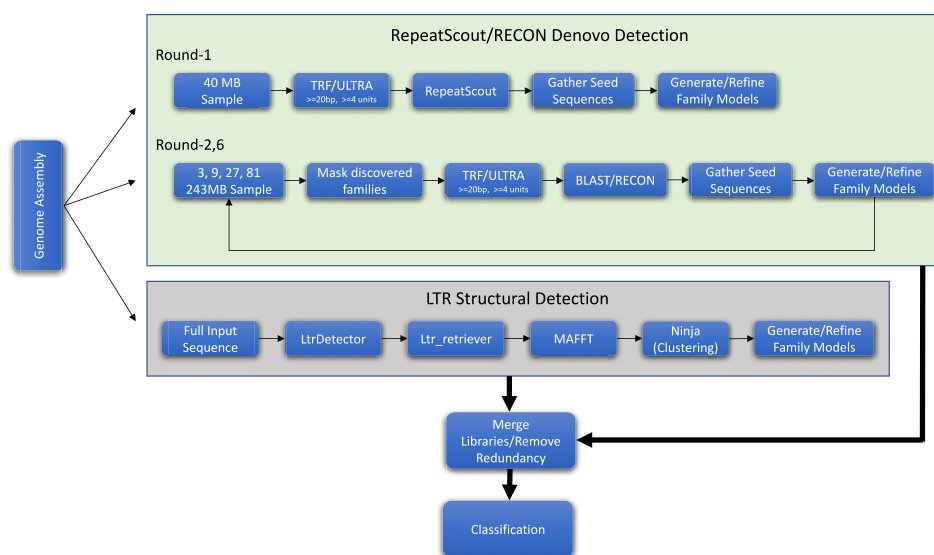 RepeatScout/RECON Denovo Detection
Round-1
40 MB
Sample
TRF/ULTRA
>=20bp, >=4 units
RepeatScout
Gather Seed
Sequences
Generate/Refine
Family Models
Genome Assembly
Round-2,6
3, 9, 27, 81
243MB Sample
Mask discovered
families
TRF/ULTRA
>=20bp, >=4 units
BLAST/RECON
Gather Seed
Sequences
Generate/Refine
Family Models
LTR Structural Detection
Full Input
Sequence
LtrDetector
Ltr_retriever
MAFFT
Ninja
(Clustering)
Generate/Refine
Family Models
Merge
Libraries/Remove
Redundancy
Classification